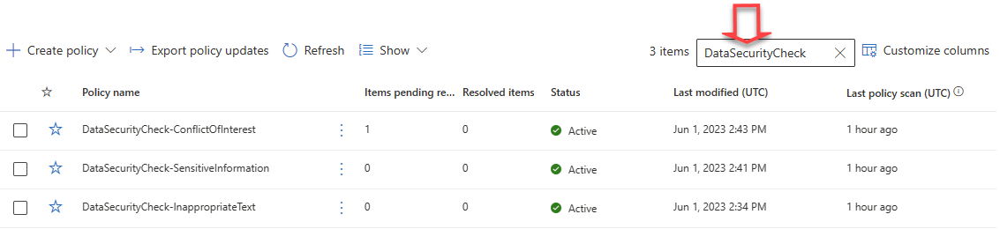 Create policy Export policy updates Refresh Show 3 items DataSecurityCheck Customize columns
Policy name Items pending re... Resolved items Status Last modified (UTC) Last policy scan (UTC)
DataSecurityCheck-ConflictOfInterest 1 0 Active Jun 1, 2023 2:43 PM 1 hour ago
DataSecurityCheck-SensitiveInformation 0 0 Active Jun 1, 2023 2:41 PM 1 hour ago
DataSecurityCheck-InappropriateText 0 0 Active Jun 1, 2023 2:34 PM 1 hour ago